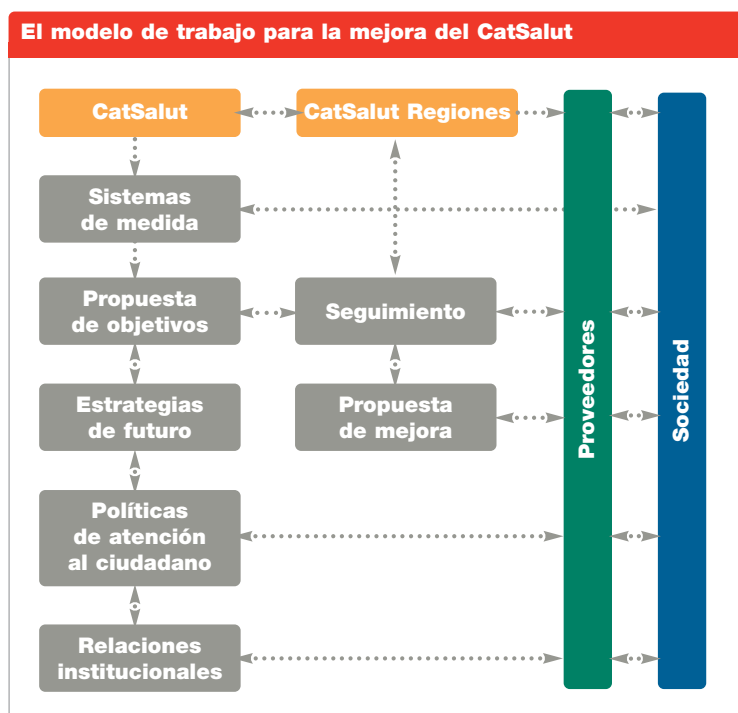 El modelo de trabajo para la mejora del CatSalut
CatSalut
CatSalut Regiones
Sistemas
de medida
Propuesta
de objetivos
Seguimiento
Estrategias
de futuro
Propuesta
de mejora
Políticas
de atención
al ciudadano
Relaciones
institucionales
Proveedores
Sociedad